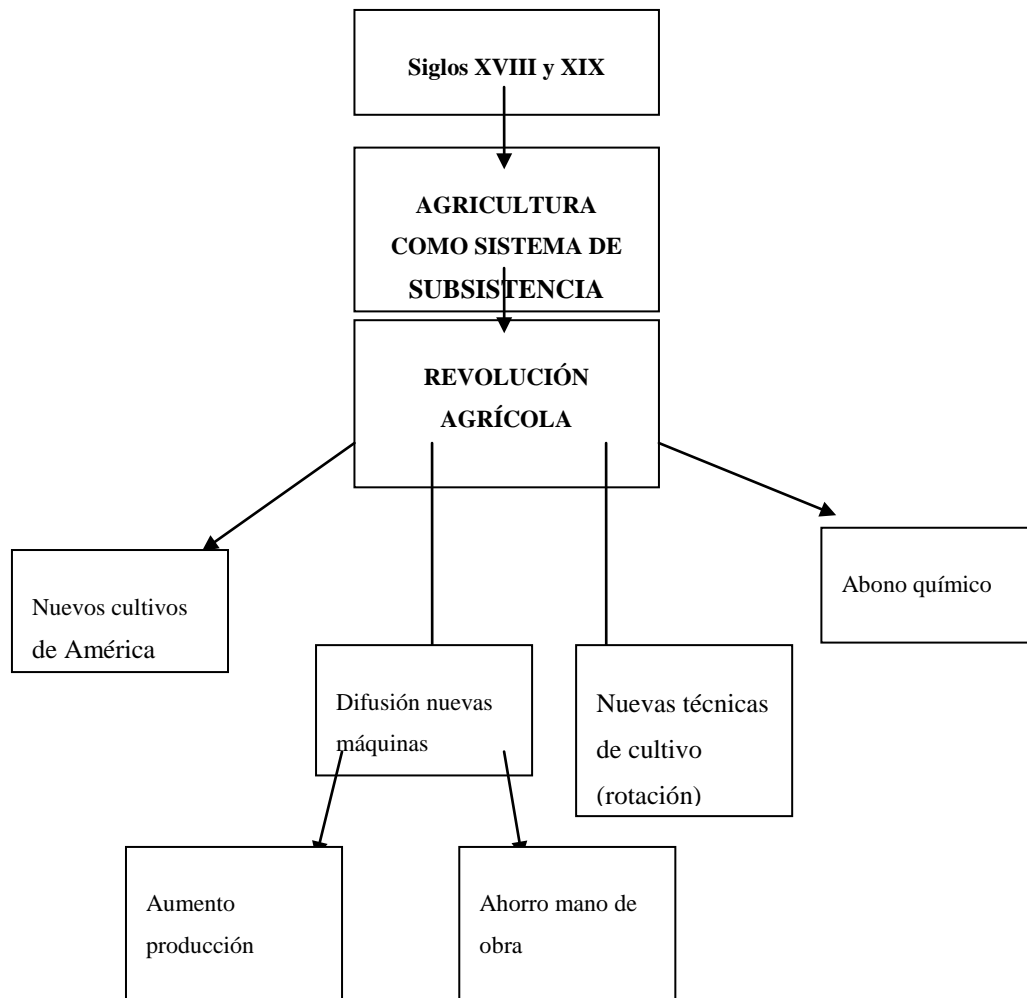 Siglos XVIII y XIX
AGRICULTURA
COMO SISTEMA DE
SUBSISTENCIA
REVOLUCIÓN
AGRÍCOLA
Abono químico
Nuevos cultivos
de América
Difusión nuevas
máquinas
Nuevas técnicas
de cultivo
(rotación)
Aumento
producción
Ahorro mano de
obra